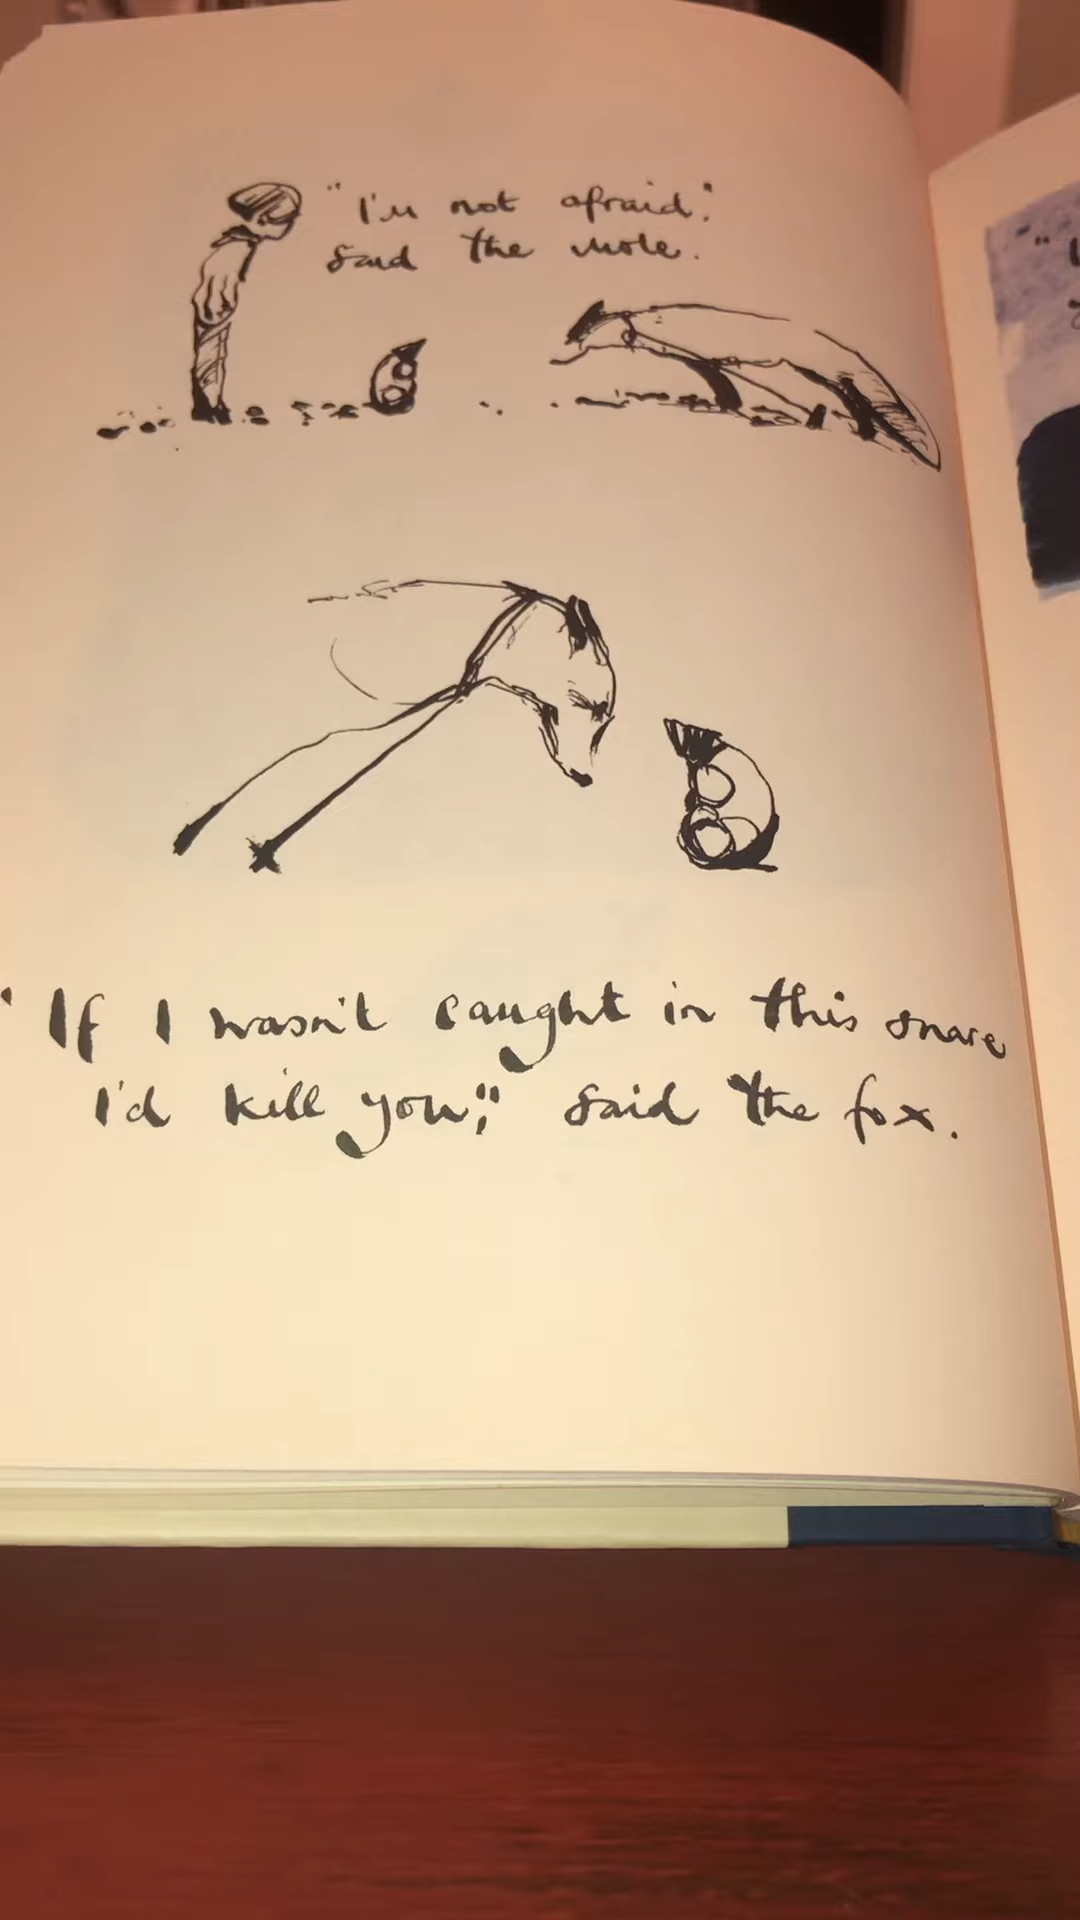 "I'm not afraid."
said the mole.
"If I wasn't caught in this snare
I'd kill you," said the fox.